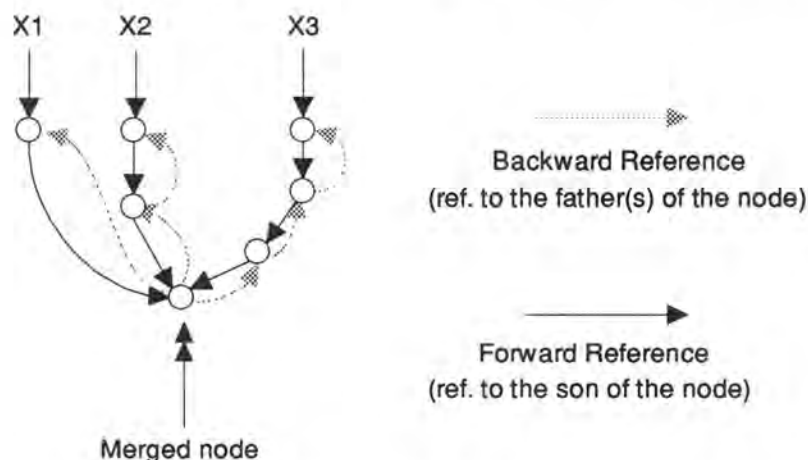 X1
X2
X3
Backward Reference
(ref. to the father(s) of the node)
Forward Reference
(ref. to the son of the node)
Merged node